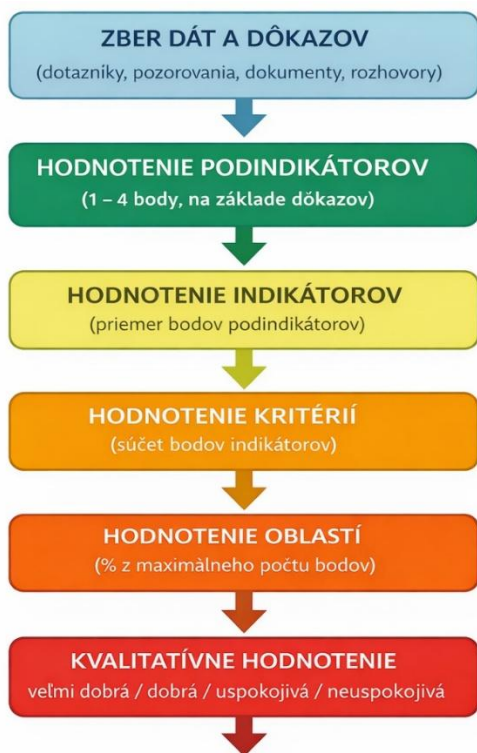 ZBER DÁT A DÔKAZOV
(dotazníky, pozorovania, dokumenty, rozhovory)
HODNOTENIE PODINDIKÁTOROV
(1 – 4 body, na základe dôkazov)
HODNOTENIE INDIKÁTOROV
(priemer bodov podindikátorov)
HODNOTENIE KRITÉRIÍ
(súčet bodov indikátorov)
HODNOTENIE OBLASTÍ
(% z maximàlneho počtu bodov)
KVALITATÍVNE HODNOTENIE
veľmi dobrá / dobrá / uspokojivá / neuspokojivá